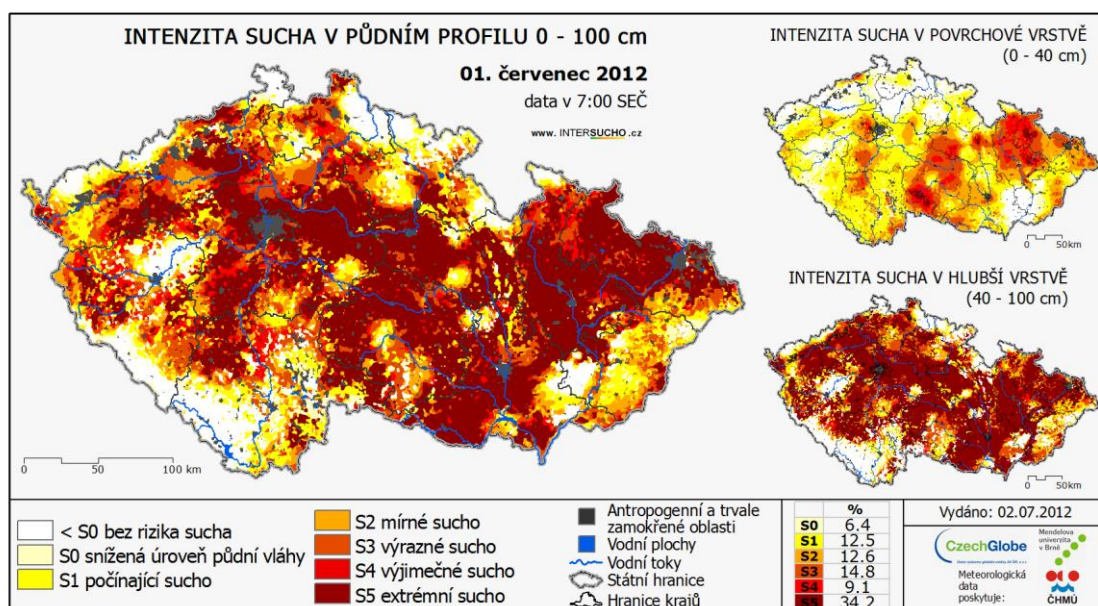 INTENZITA SUCHA V PŮDNÍM PROFILU 0 - 100 cm
01. červenec 2012
data v 7:00 SEČ
www. INTERSUCHO .cz
0 50 100 km
INTENZITA SUCHA V POVRCHOVÉ VRSTVĚ
(0 - 40 cm)
0 50km
INTENZITA SUCHA V HLUBŠÍ VRSTVĚ
(40 - 100 cm)
0 50km
< S0 bez rizika sucha
S0 snížená úroveň půdní vláhy
S1 počínající sucho
S2 mírné sucho
S3 výrazné sucho
S4 výjimečné sucho
S5 extrémní sucho
Antropogenní a trvale
zamokřené oblasti
Vodní plochy
Vodní toky
Státní hranice
Hranice krajů
%
S0 6.4
S1 12.5
S2 12.6
S3 14.8
S4 9.1
S5 34.2
Vydáno: 02.07.2012
CzechGlobe
Mendelova
univerzita
v Brně
Meteorologická
data
poskytuje:
ČHMÚ